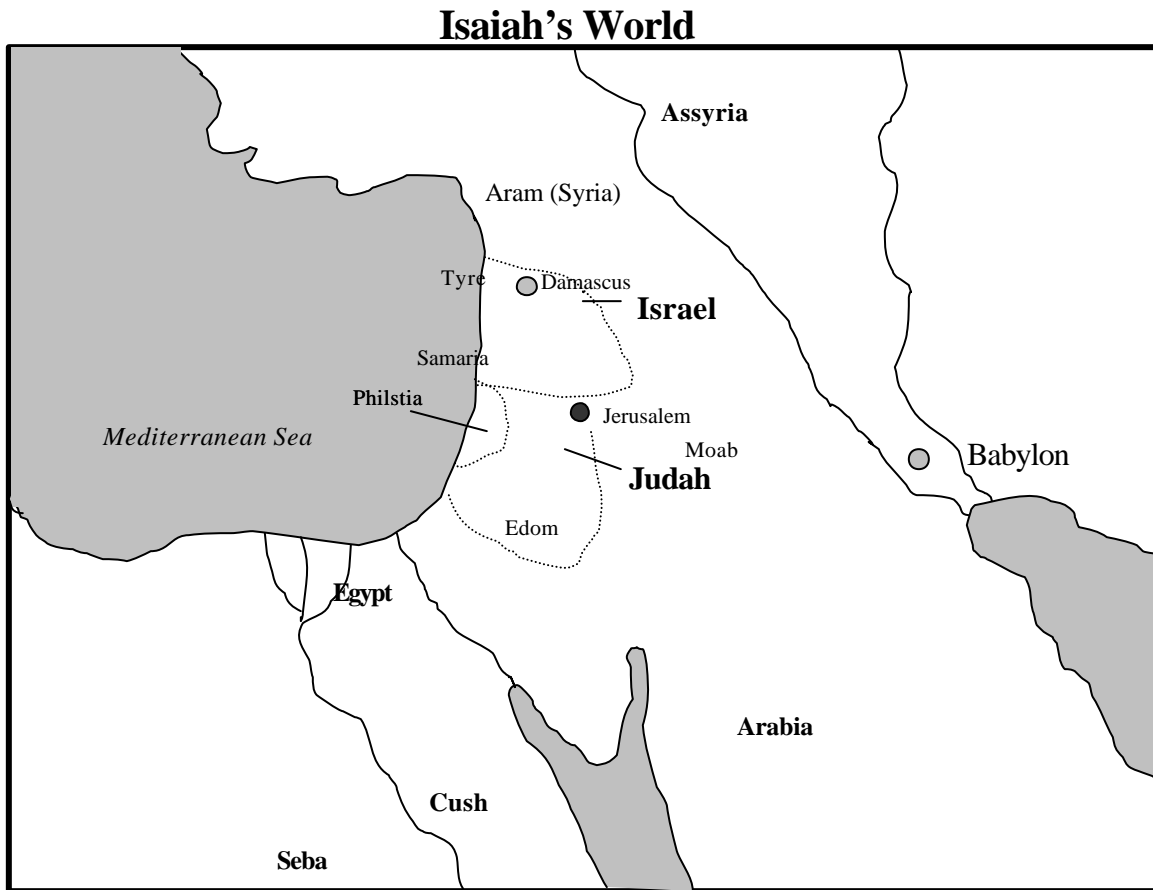 Isaiah's World
Assyria
Aram (Syria)
Tyre
Damascus
Israel
Samaria
Philstia
Jerusalem
Mediterranean Sea
Moab
Babylon
Judah
Edom
Egypt
Arabia
Cush
Seba